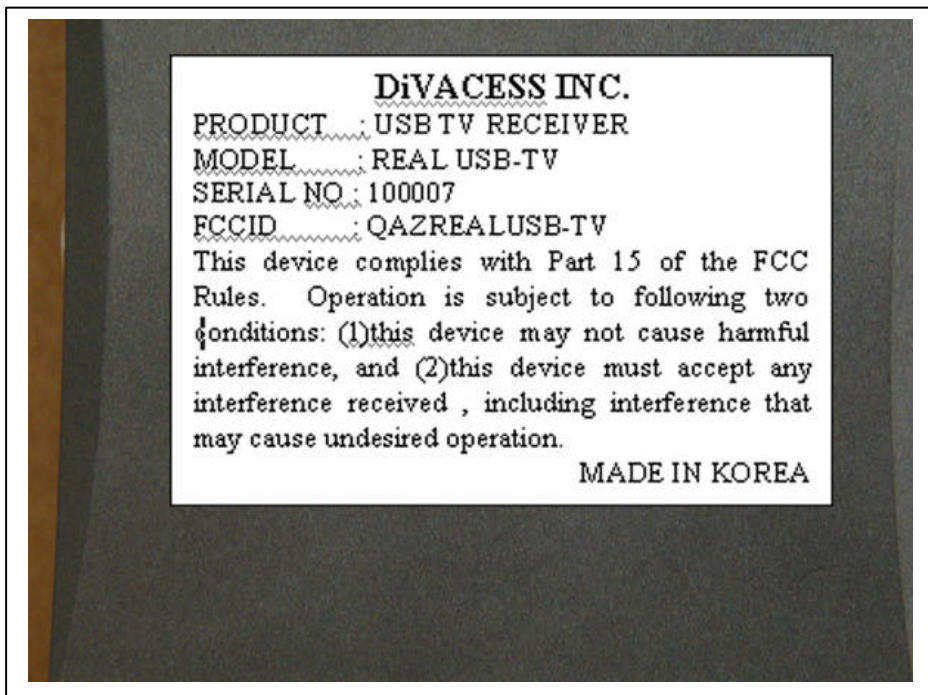 DiVACESS INC.
PRODUCT : USB TV RECEIVER
MODEL : REAL USB-TV
SERIAL NO : 100007
FCCID : QAZREALUSB-TV
This device complies with Part 15 of the FCC
Rules. Operation is subject to following two
conditions: (1)this device may not cause harmful
interference, and (2)this device must accept any
interference received , including interference that
may cause undesired operation.
MADE IN KOREA